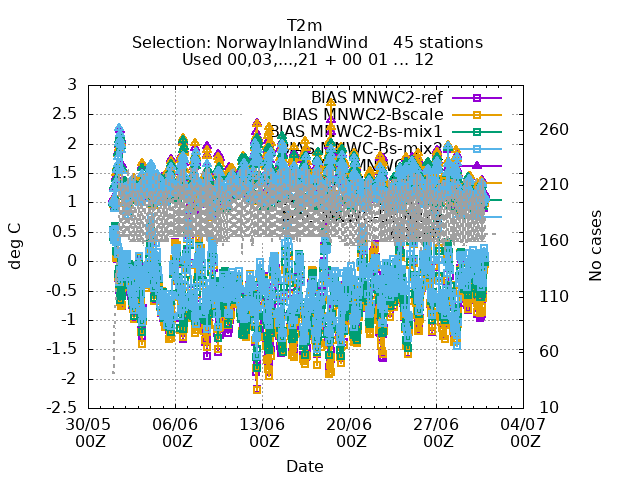 T2m
Selection: NorwayInlandWind 45 stations
Used 00,03,...,21 + 00 01 ... 12
BIAS MNWC2-ref
BIAS MNWC2-Bscale
BIAS MNWC2-Bs-mix1
3
2.5
2
1.5
1
0.5
0
-0.5
-1
-1.5
-2
-2.5
deg C
260
210
160
110
60
10
No cases
30/05 06/06 13/06 20/06 27/06 04/07
00Z 00Z 00Z 00Z 00Z 00Z
Date